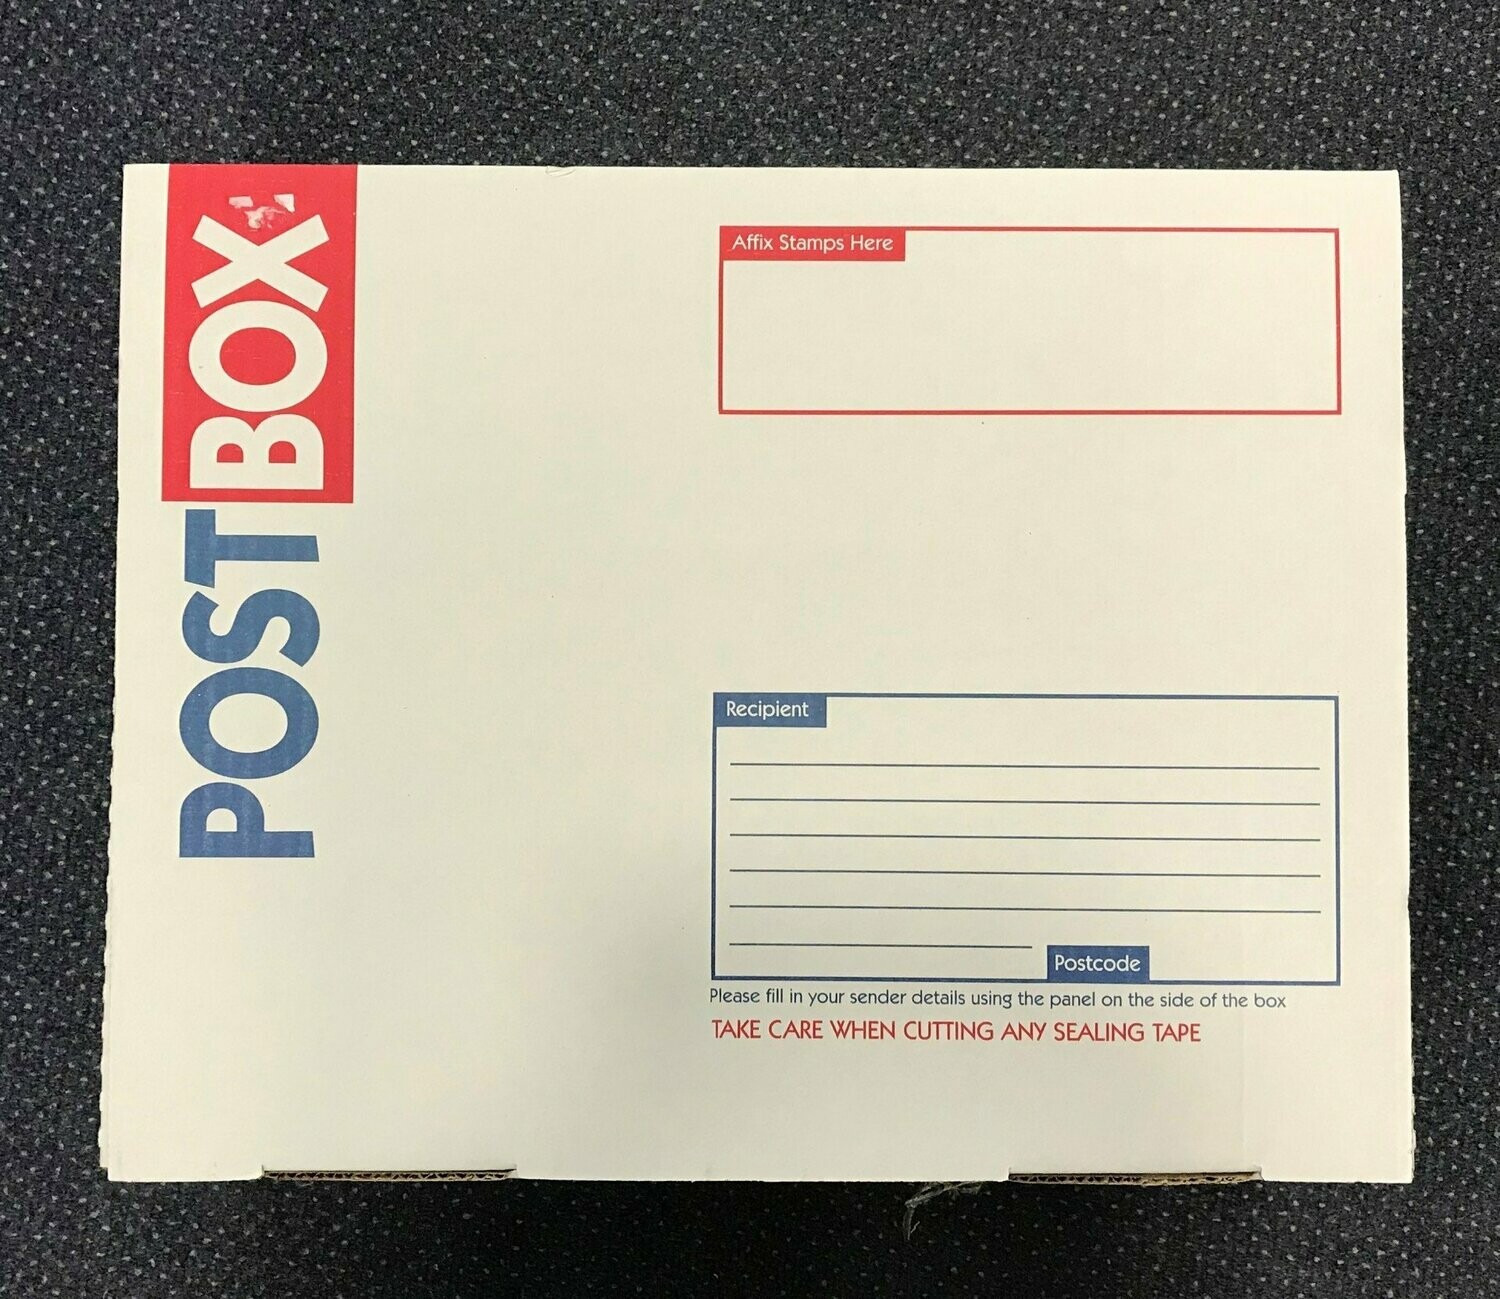 POSTBOX
Affix Stamps Here
Recipient
Postcode
Please fill in your sender details using the panel on the side of the box
TAKE CARE WHEN CUTTING ANY SEALING TAPE